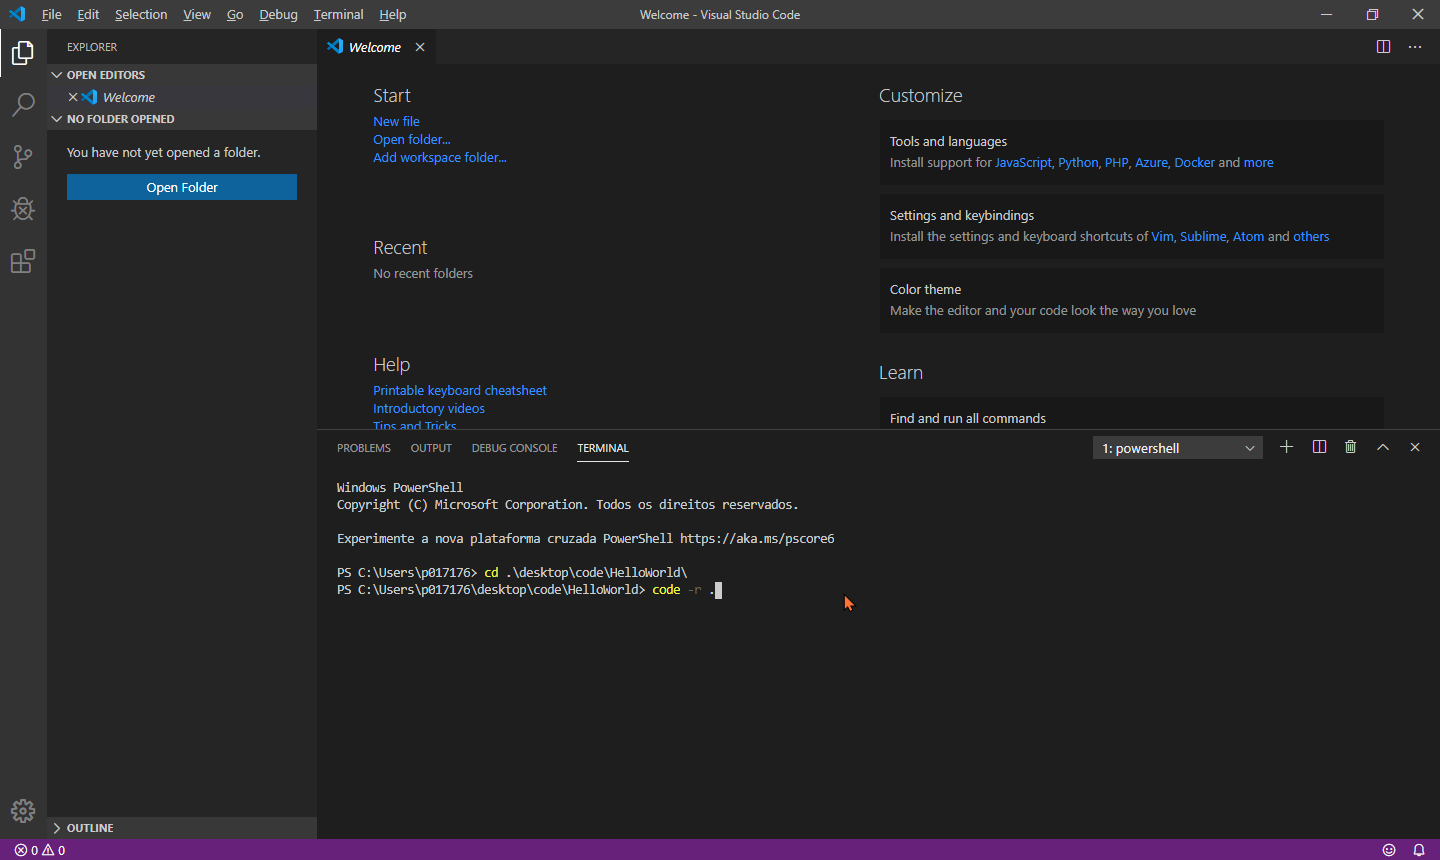 File Edit Selection View Go Debug Terminal Help Welcome - Visual Studio Code
EXPLORER
OPEN EDITORS
Welcome
NO FOLDER OPENED
You have not yet opened a folder.
Open Folder
OUTLINE
Welcome
Start
New file
Open folder...
Add workspace folder...
Recent
No recent folders
Help
Printable keyboard cheatsheet
Introductory videos
Tips and Tricks
Customize
Tools and languages
Install support for JavaScript, Python, PHP, Azure, Docker and more
Settings and keybindings
Install the settings and keyboard shortcuts of Vim, Sublime, Atom and others
Color theme
Make the editor and your code look the way you love
Learn
Find and run all commands
PROBLEMS OUTPUT DEBUG CONSOLE TERMINAL 1: powershell
Windows PowerShell
Copyright (C) Microsoft Corporation. Todos os direitos reservados.
Experimente a nova plataforma cruzada PowerShell https://aka.ms/pscore6
PS C:\Users\p017176> cd .\desktop\code\HelloWorld\
PS C:\Users\p017176\desktop\code\HelloWorld> code -r .
0 0